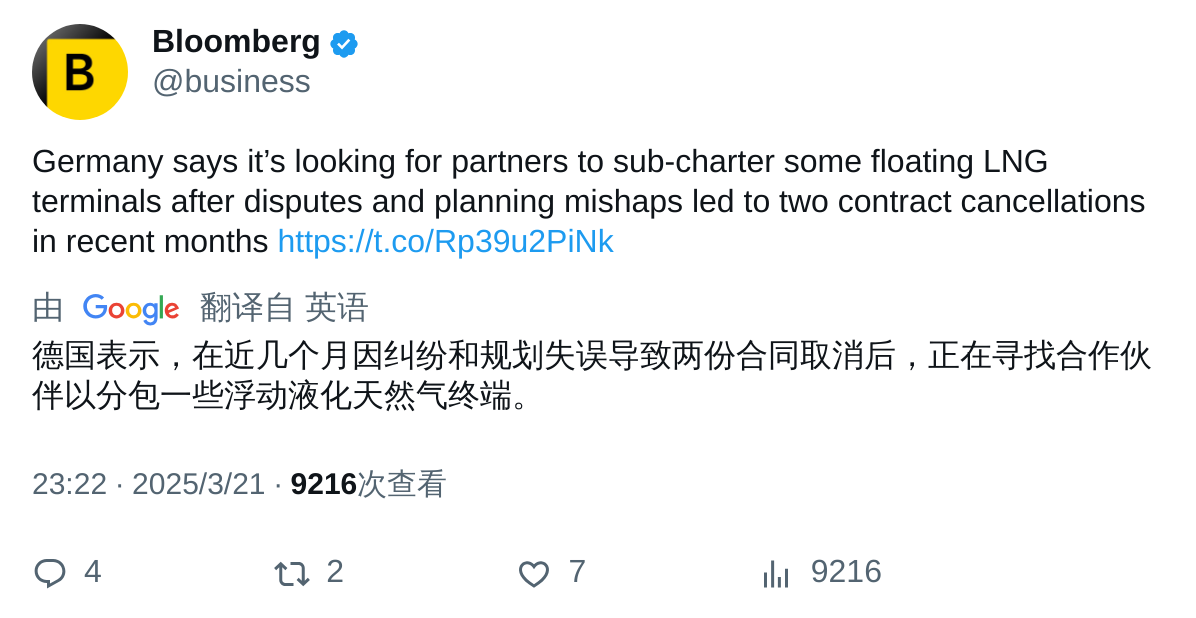 B
Bloomberg
@business
Germany says it’s looking for partners to sub-charter some floating LNG
terminals after disputes and planning mishaps led to two contract cancellations
in recent months https://t.co/Rp39u2PiNk
由 Google 翻译自 英语
德国表示，在近几个月因纠纷和规划失误导致两份合同取消后，正在寻找合作伙
伴以分包一些浮动液化天然气终端。
23:22 · 2025/3/21 · 9216次查看
4 2 7 9216